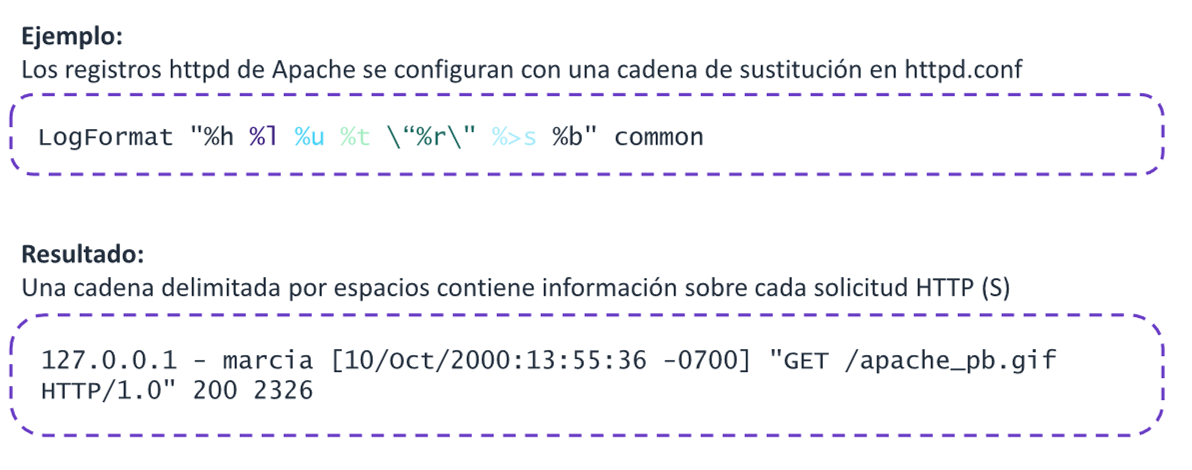 Ejemplo:
Los registros httpd de Apache se configuran con una cadena de sustitución en httpd.conf
LogFormat "%h %l %u %t \“%r\" %>s %b" common
Resultado:
Una cadena delimitada por espacios contiene información sobre cada solicitud HTTP (S)
127.0.0.1 – marcia [10/Oct/2000:13:55:36 -0700] "GET /apache_pb.gif
HTTP/1.0" 200 2326